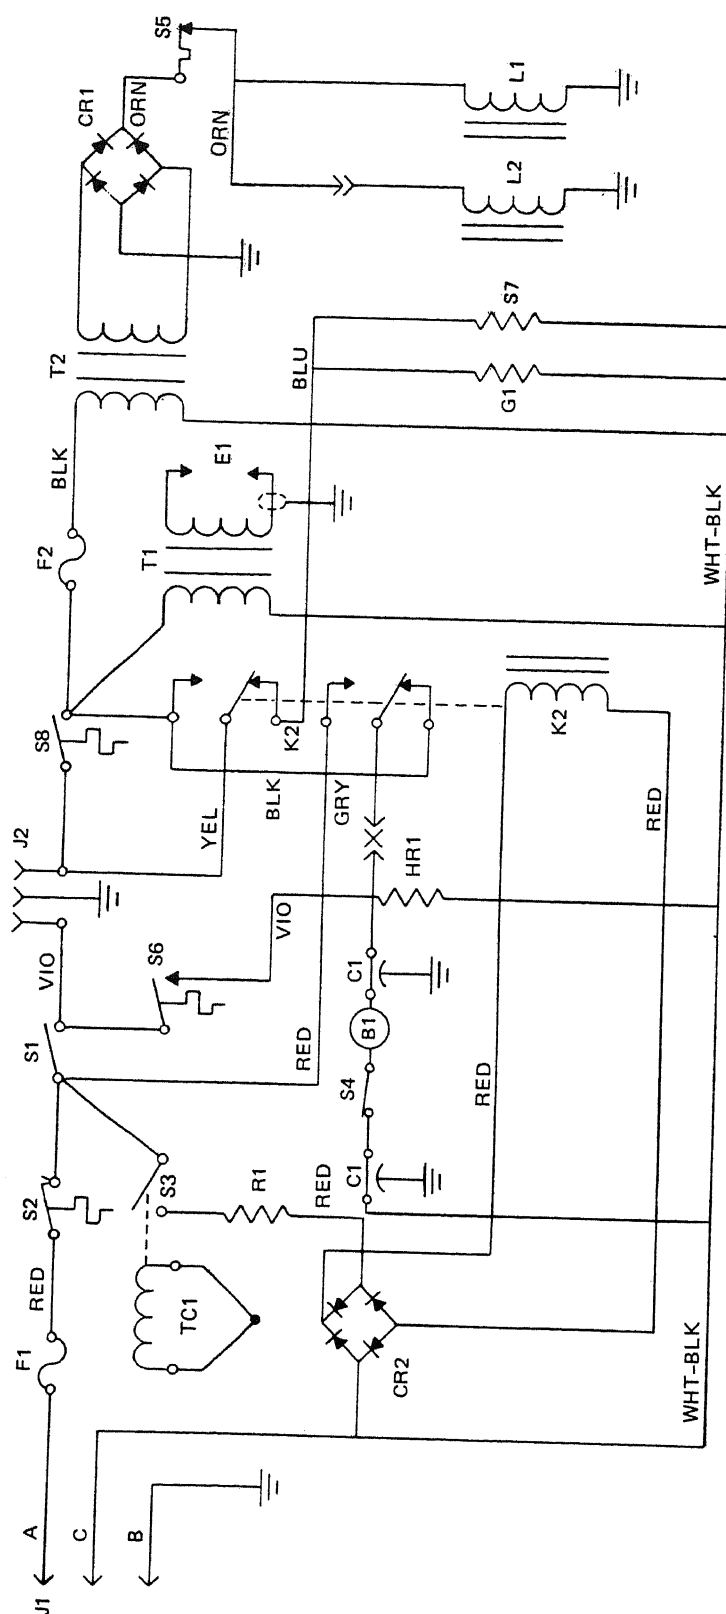 S5
CR1
ORN
ORN
L1
L2
S7
T2
BLU
G1
BLK
E1
F2
T1
WHT-BLK
S8
K2
K2
BLK
YEL
GRY
RED
J2
HR1
VIO
S6
VIO
C1
B1
S1
RED
RED
S4
S3
R1
RED
C1
S2
RED
TC1
F1
CR2
WHT-BLK
A
C
B
J1